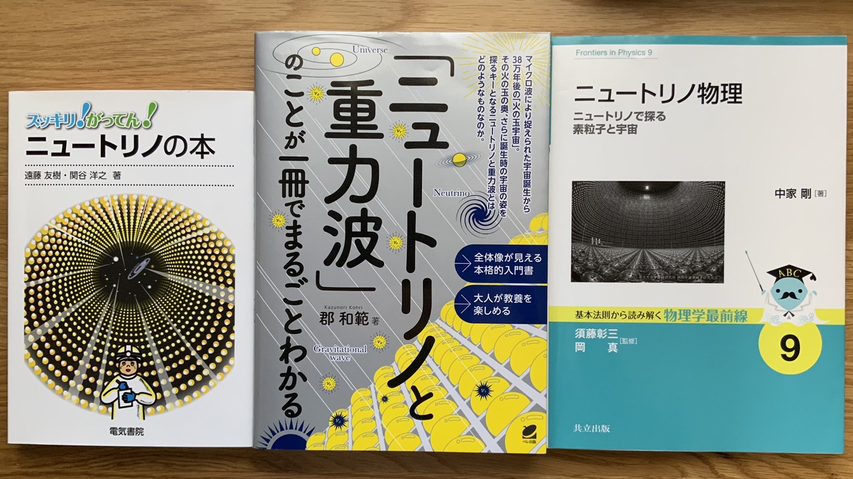 スッキリ!がってん!
ニュートリノの本
遠藤 友樹・関谷 洋之 著
電気書院
Universe
マイクロ波により捉えられた宇宙誕生から
38万年後の「火の玉宇宙」。
その火の玉の奥、さらに誕生時の宇宙の姿を
探るキーとなるニュートリノと重力波とは
どのようなものなのか。
「ニュートリノと
重力波」
のことが一冊でまるごとわかる
Neutrino
全体像が見える
本格的入門書
大人が教養を
楽しめる
Kazunori Kohri
郡 和範 著
Gravitational
wave
ベレ出版
Frontiers in Physics 9
ニュートリノ物理
ニュートリノで探る
素粒子と宇宙
中家 剛 [著]
ABC
基本法則から読み解く 物理学最前線
須藤彰三
岡 真
[監修]
9
共立出版